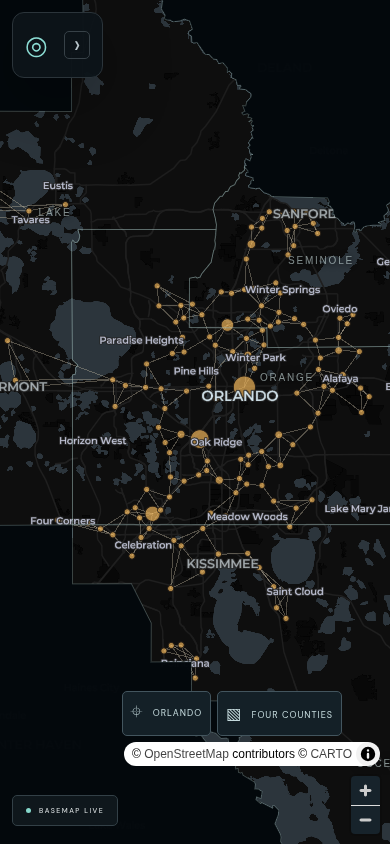 ›
Eustis
LAKE
Tavares
SANFORD
SEMINOLE
Ge
Winter Springs
Oviedo
Paradise Heights
Winter Park
Pine Hills
ORANGE
Alafaya
RMONT
ORLANDO
Horizon West
Oak Ridge
Lake Mary Jan
Four Corners
Meadow Woods
Celebration
KISSIMMEE
Saint Cloud
ORLANDO
FOUR COUNTIES
© OpenStreetMap contributors © CARTO
BASEMAP LIVE
+
−